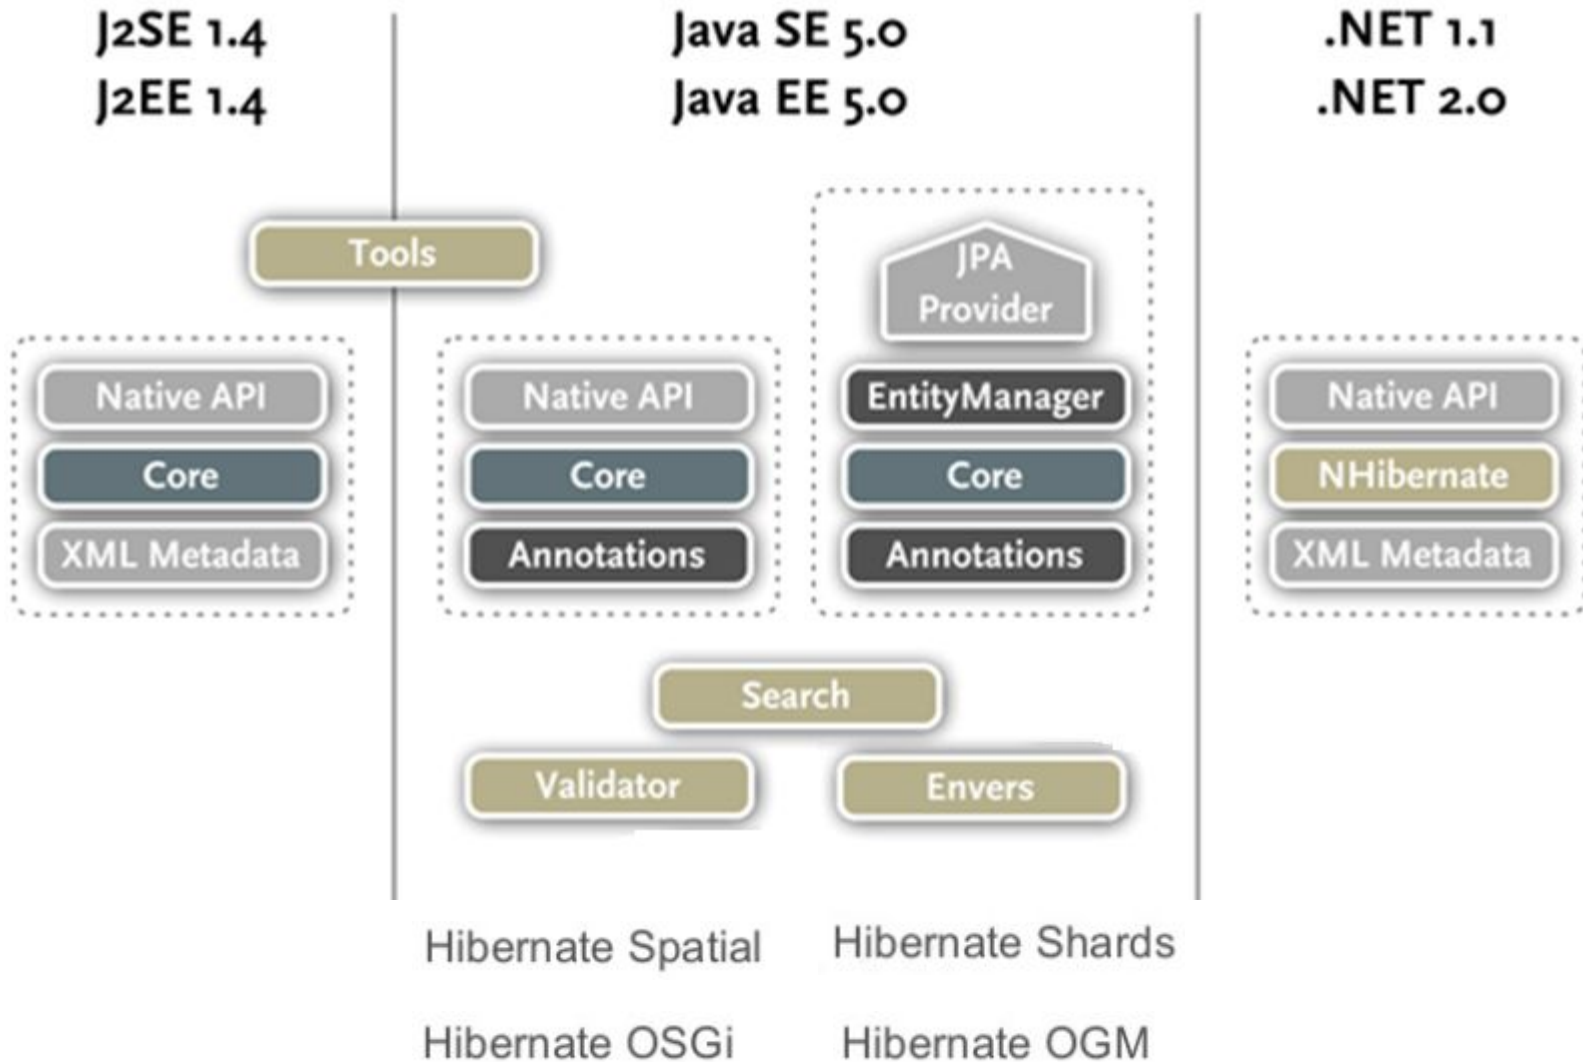 J2SE 1.4
J2EE 1.4
Java SE 5.0
Java EE 5.0
.NET 1.1
.NET 2.0
Tools
Native API
Core
XML Metadata
Native API
Core
Annotations
JPA
Provider
EntityManager
Core
Annotations
Native API
NHibernate
XML Metadata
Search
Validator
Envers
Hibernate Spatial
Hibernate Shards
Hibernate OSGi
Hibernate OGM